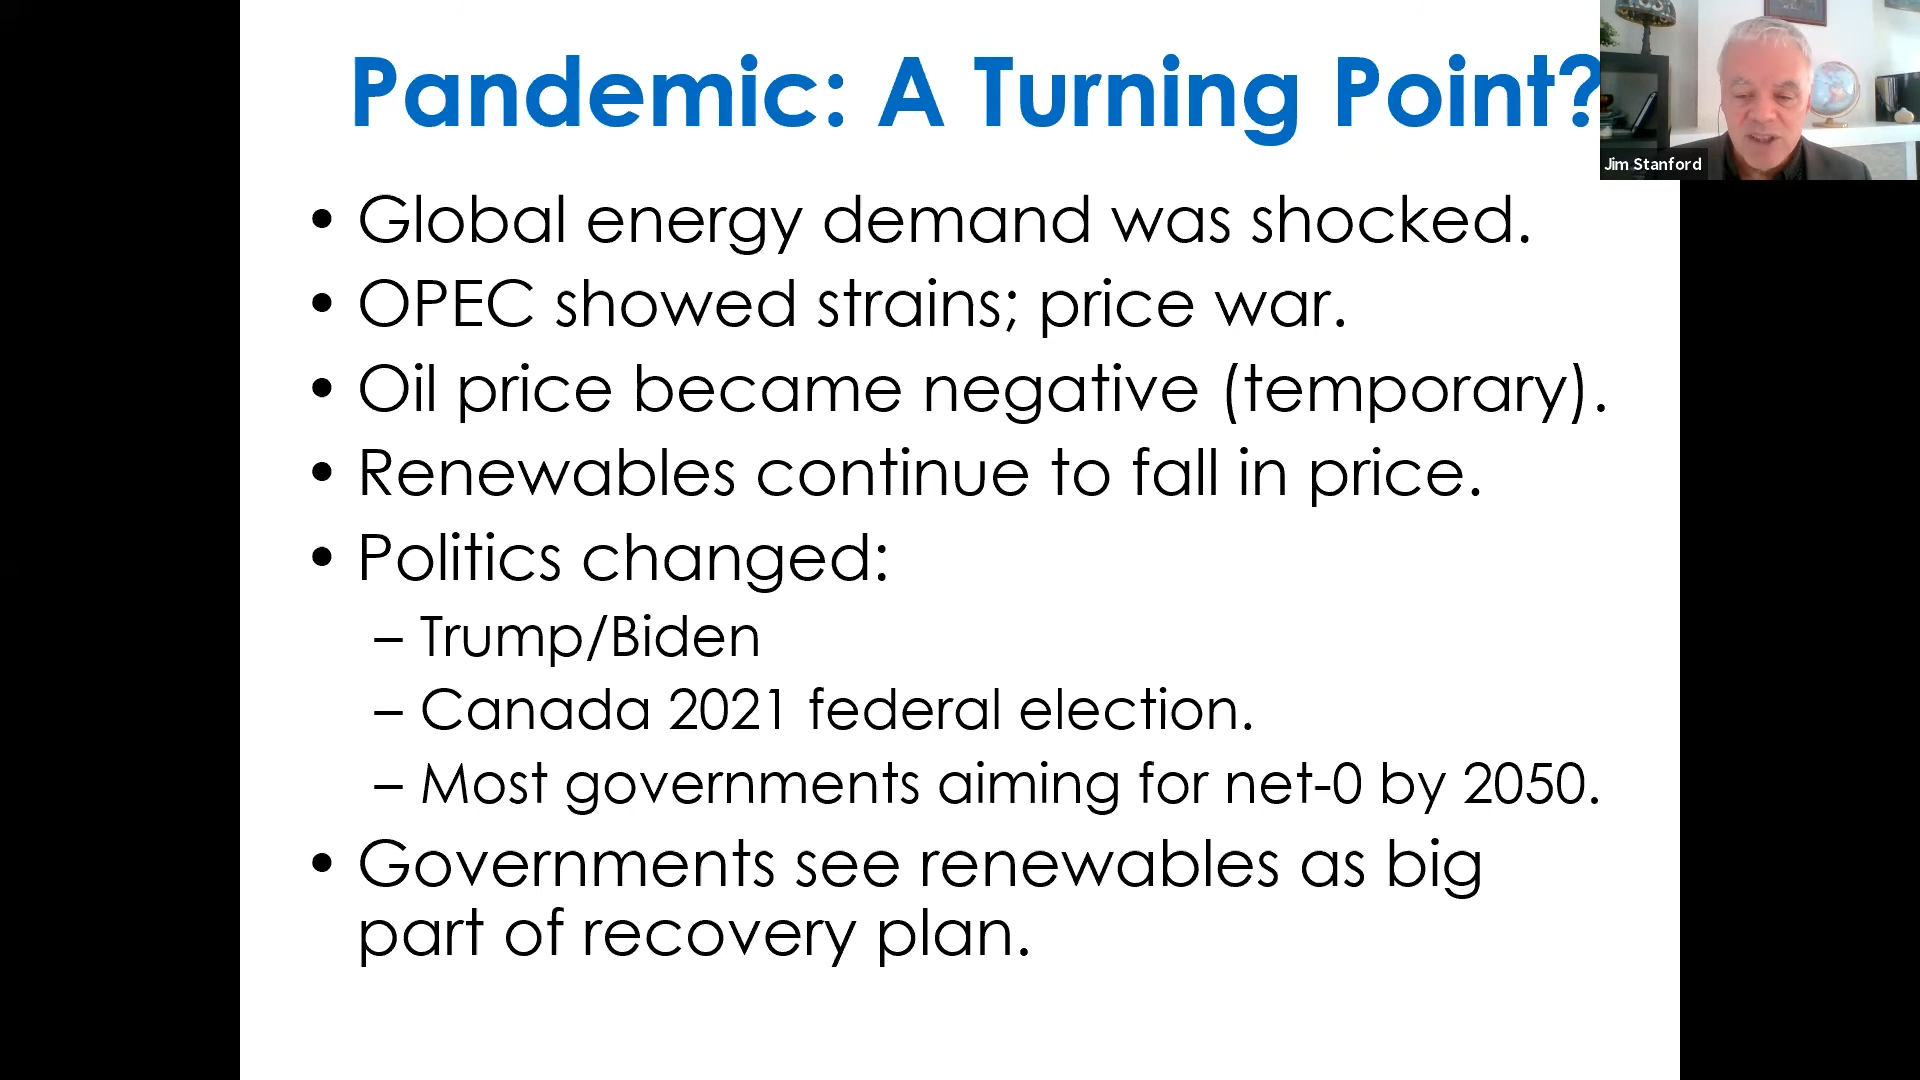 Pandemic: A Turning Point?
Jim Stanford
• Global energy demand was shocked.
• OPEC showed strains; price war.
• Oil price became negative (temporary).
• Renewables continue to fall in price.
• Politics changed:
– Trump/Biden
– Canada 2021 federal election.
– Most governments aiming for net-0 by 2050.
• Governments see renewables as big
part of recovery plan.